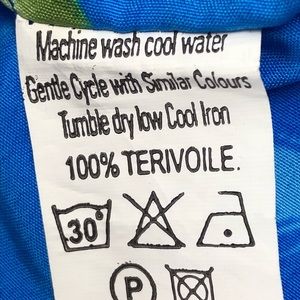 Machine wash cool water
Gentle Cycle with Similar Colours
Tumble dry low Cool Iron
100% TERIVOILE.
30°
P